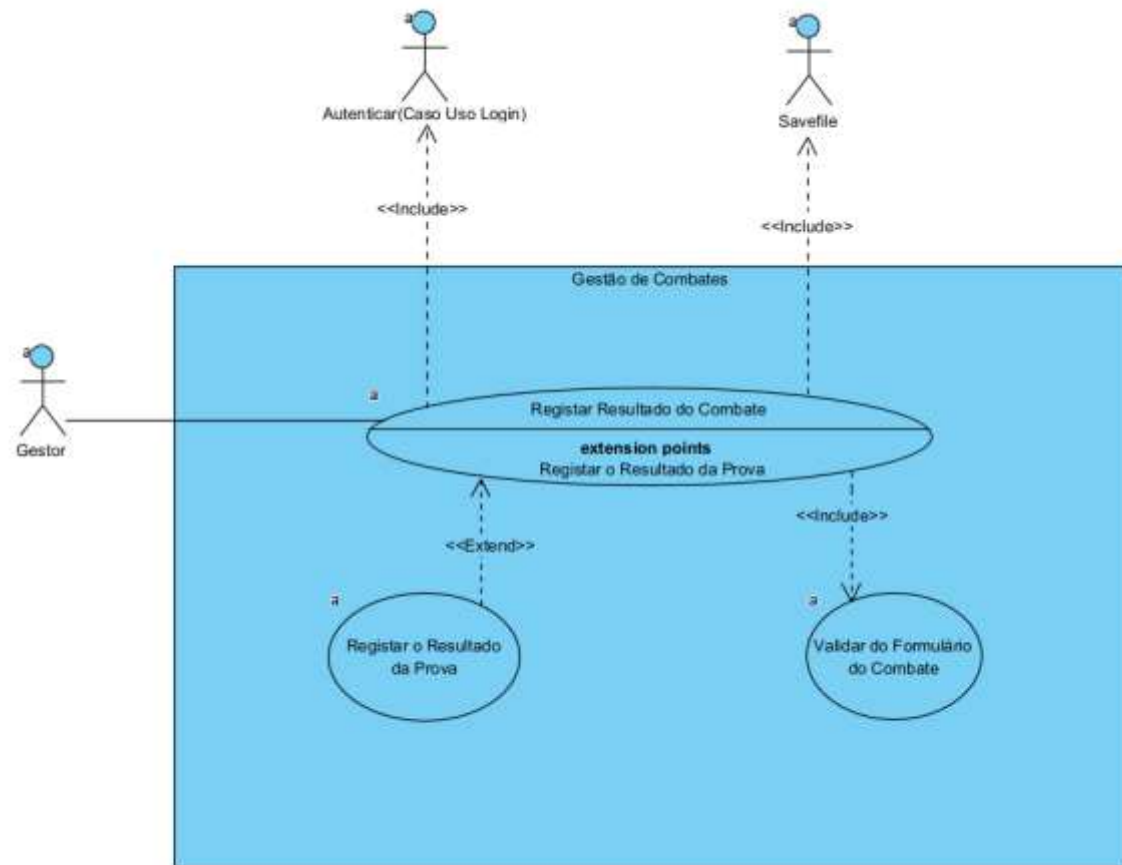 a
a
Autenticar(Caso Uso Login)
Savefile
<<Include>>
<<Include>>
Gestão de Combates
a
Gestor
a
Registar Resultado do Combate
extension points
Registar o Resultado da Prova
<<Include>>
<<Extend>>
a
a
Registar o Resultado
da Prova
Validar do Formulário
do Combate